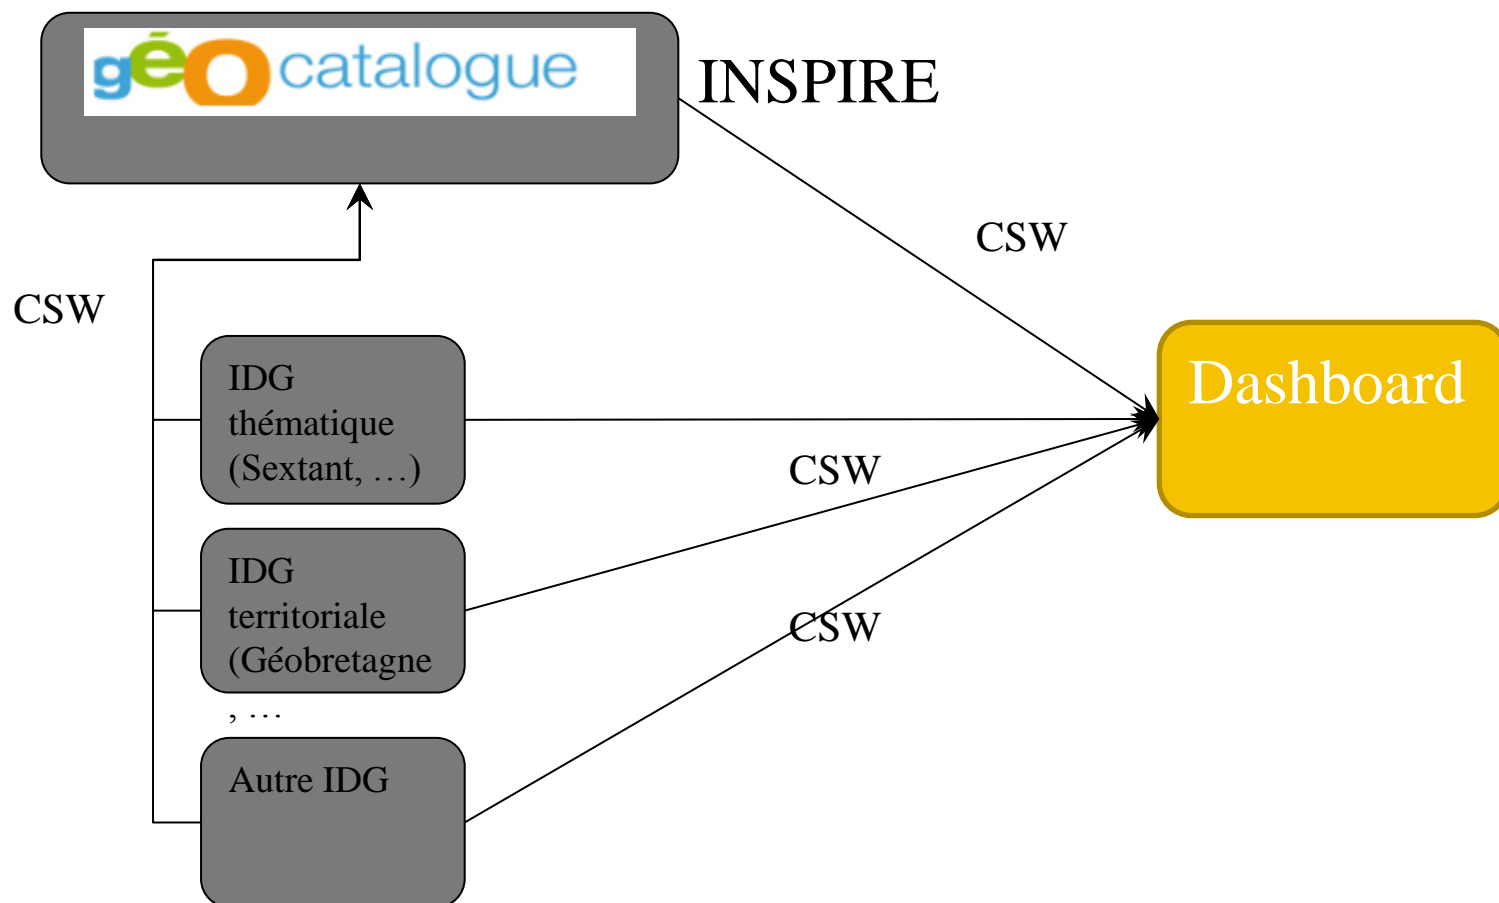 géo catalogue
INSPIRE
CSW
CSW
IDG
thématique
(Sextant, …)
Dashboard
CSW
IDG
territoriale
(Géobretagne
, …
CSW
Autre IDG